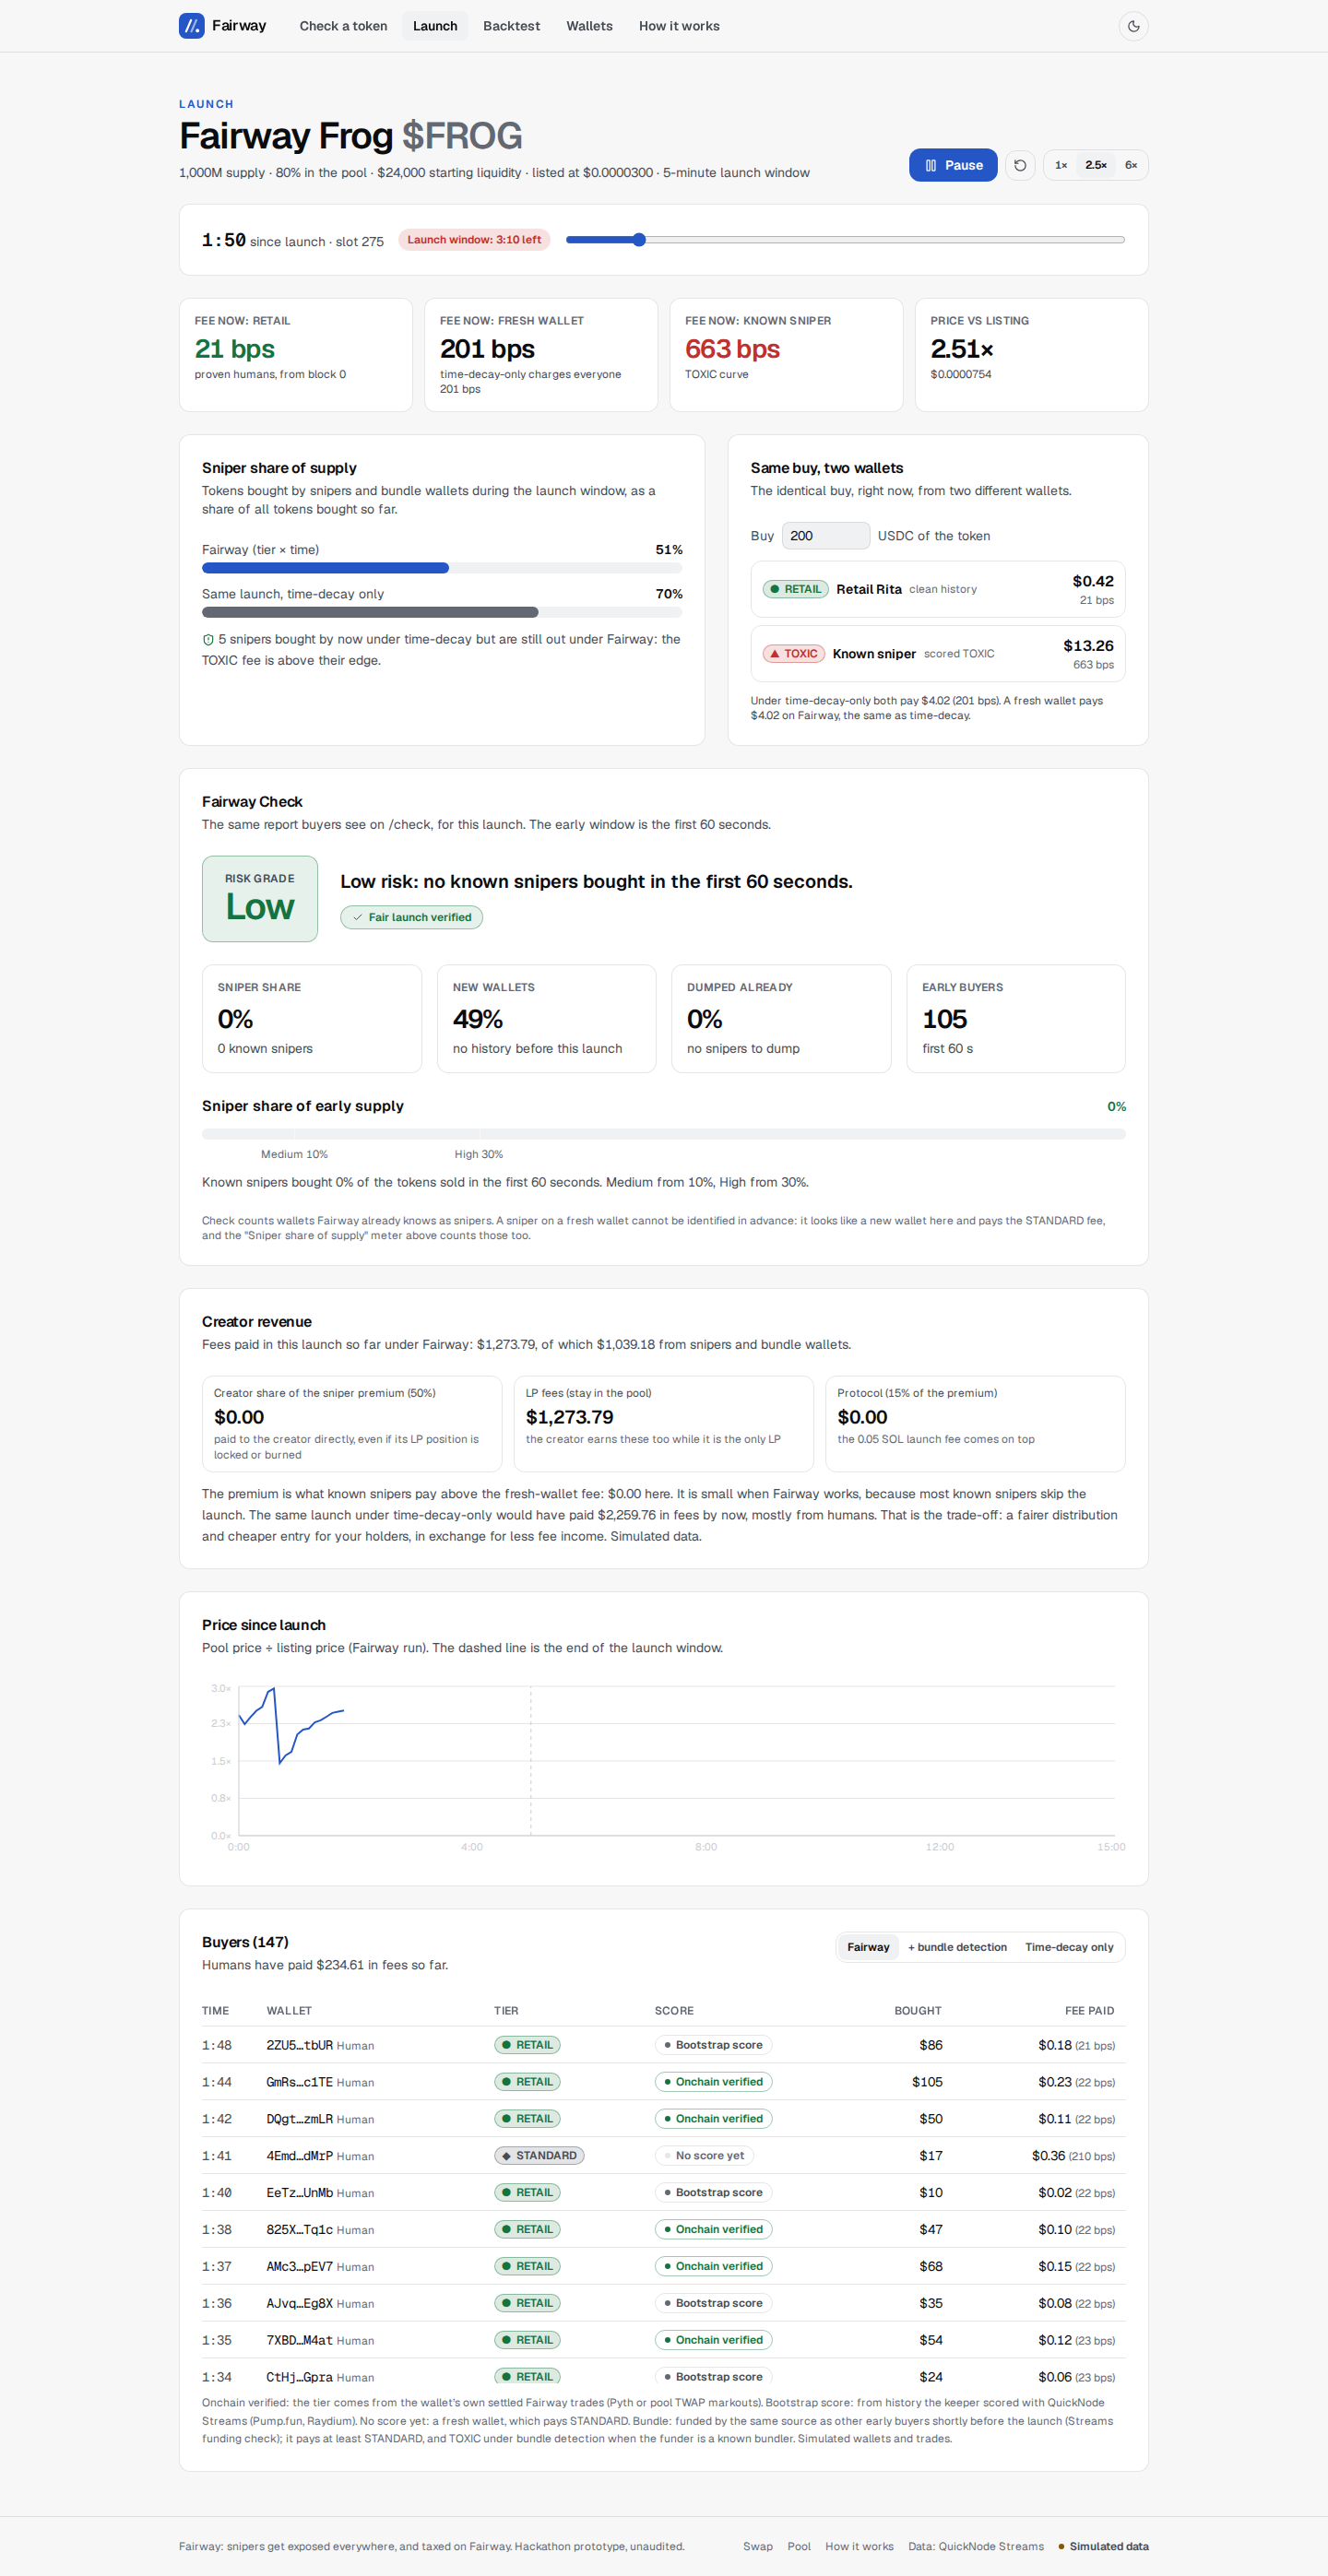 Fairway
Check a token
Launch
Backtest
Wallets
How it works
LAUNCH
Fairway Frog $FROG
1,000M supply · 80% in the pool · $24,000 starting liquidity · listed at $0.0000300 · 5-minute launch window
Pause
1×
2.5×
6×
1:50 since launch · slot 275
Launch window: 3:10 left
FEE NOW: RETAIL
21 bps
proven humans, from block 0
FEE NOW: FRESH WALLET
201 bps
time-decay-only charges everyone
201 bps
FEE NOW: KNOWN SNIPER
663 bps
TOXIC curve
PRICE VS LISTING
2.51×
$0.0000754
Sniper share of supply
Tokens bought by snipers and bundle wallets during the launch window, as a
share of all tokens bought so far.
Fairway (tier × time) 51%
Same launch, time-decay only 70%
5 snipers bought by now under time-decay but are still out under Fairway: the
TOXIC fee is above their edge.
Same buy, two wallets
The identical buy, right now, from two different wallets.
Buy 200 USDC of the token
RETAIL Retail Rita clean history $0.42
21 bps
TOXIC Known sniper scored TOXIC $13.26
663 bps
Under time-decay-only both pay $4.02 (201 bps). A fresh wallet pays
$4.02 on Fairway, the same as time-decay.
Fairway Check
The same report buyers see on /check, for this launch. The early window is the first 60 seconds.
RISK GRADE
Low
Low risk: no known snipers bought in the first 60 seconds.
Fair launch verified
SNIPER SHARE
0%
0 known snipers
NEW WALLETS
49%
no history before this launch
DUMPED ALREADY
0%
no snipers to dump
EARLY BUYERS
105
first 60 s
Sniper share of early supply 0%
Medium 10% High 30%
Known snipers bought 0% of the tokens sold in the first 60 seconds. Medium from 10%, High from 30%.
Check counts wallets Fairway already knows as snipers. A sniper on a fresh wallet cannot be identified in advance: it looks like a new wallet here and pays the STANDARD fee,
and the "Sniper share of supply" meter above counts those too.
Creator revenue
Fees paid in this launch so far under Fairway: $1,273.79, of which $1,039.18 from snipers and bundle wallets.
Creator share of the sniper premium (50%)
$0.00
paid to the creator directly, even if its LP position is
locked or burned
LP fees (stay in the pool)
$1,273.79
the creator earns these too while it is the only LP
Protocol (15% of the premium)
$0.00
the 0.05 SOL launch fee comes on top
The premium is what known snipers pay above the fresh-wallet fee: $0.00 here. It is small when Fairway works, because most known snipers skip the
launch. The same launch under time-decay-only would have paid $2,259.76 in fees by now, mostly from humans. That is the trade-off: a fairer distribution
and cheaper entry for your holders, in exchange for less fee income. Simulated data.
Price since launch
Pool price ÷ listing price (Fairway run). The dashed line is the end of the launch window.
3.0×
2.3×
1.5×
0.8×
0.0×
0:00 4:00 8:00 12:00 15:00
Buyers (147)
Humans have paid $234.61 in fees so far.
Fairway
+ bundle detection
Time-decay only
TIME WALLET TIER SCORE BOUGHT FEE PAID
1:48 2ZU5…tbUR Human RETAIL Bootstrap score $86 $0.18 (21 bps)
1:44 GmRs…c1TE Human RETAIL Onchain verified $105 $0.23 (22 bps)
1:42 DQgt…zmLR Human RETAIL Onchain verified $50 $0.11 (22 bps)
1:41 4Emd…dMrP Human STANDARD No score yet $17 $0.36 (210 bps)
1:40 EeTz…UnMb Human RETAIL Bootstrap score $10 $0.02 (22 bps)
1:38 825X…Tq1c Human RETAIL Onchain verified $47 $0.10 (22 bps)
1:37 AMc3…pEV7 Human RETAIL Onchain verified $68 $0.15 (22 bps)
1:36 AJvq…Eg8X Human RETAIL Bootstrap score $35 $0.08 (22 bps)
1:35 7XBD…M4at Human RETAIL Onchain verified $54 $0.12 (23 bps)
1:34 CtHj…Gpra Human RETAIL Bootstrap score $24 $0.06 (23 bps)
Onchain verified: the tier comes from the wallet's own settled Fairway trades (Pyth or pool TWAP markouts). Bootstrap score: from history the keeper scored with QuickNode
Streams (Pump.fun, Raydium). No score yet: a fresh wallet, which pays STANDARD. Bundle: funded by the same source as other early buyers shortly before the launch (Streams
funding check); it pays at least STANDARD, and TOXIC under bundle detection when the funder is a known bundler. Simulated wallets and trades.
Fairway: snipers get exposed everywhere, and taxed on Fairway. Hackathon prototype, unaudited.
Swap
Pool
How it works
Data: QuickNode Streams
Simulated data